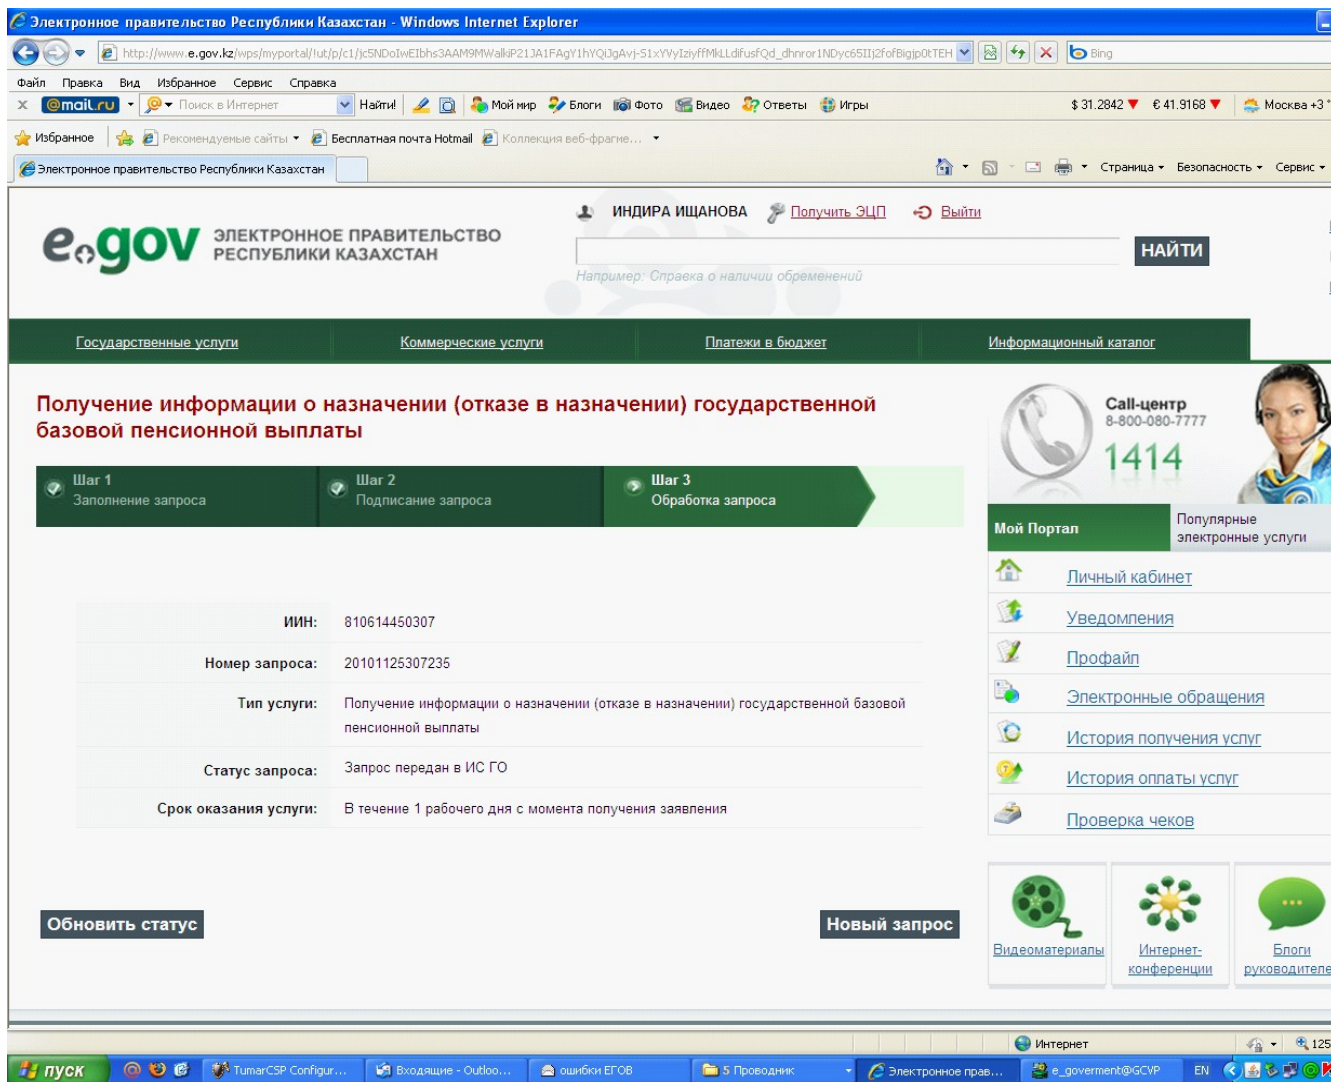 Электронное правительство Республики Казахстан - Windows Internet Explorer
Bing
Файл Правка Вид Избранное Сервис Справка
X @mail.ru Поиск в Интернет Найти! Мой мир Блоги Фото Видео Ответы Игры $ 31.2842 € 41.9168 Москва +3
Избранное Рекомендуемые сайты Бесплатная почта Hotmail Коллекция веб-фрагме...
Электронное правительство Республики Казахстан Страница Безопасность Сервис
ИНДИРА ИЩАНОВА Получить ЭЦП Выйти
e.gov ЭЛЕКТРОННОЕ ПРАВИТЕЛЬСТВО
РЕСПУБЛИКИ КАЗАХСТАН
НАЙТИ
Например: Справка о наличии обременений
Государственные услуги Коммерческие услуги Платежи в бюджет Информационный каталог
Получение информации о назначении (отказе в назначении) государственной
базовой пенсионной выплаты
Шаг 1
Заполнение запроса
Шаг 2
Подписание запроса
Шаг 3
Обработка запроса
ИИН: 810614450307
Номер запроса: 20101125307235
Тип услуги: Получение информации о назначении (отказе в назначении) государственной базовой
пенсионной выплаты
Статус запроса: Запрос передан в ИС ГО
Срок оказания услуги: В течение 1 рабочего дня с момента получения заявления
Обновить статус Новый запрос
Call-центр
8-800-080-7777
1414
Мой Портал
Популярные
электронные услуги
Личный кабинет
Уведомления
Профайл
Электронные обращения
История получения услуг
История оплаты услуг
Проверка чеков
Видеоматериалы
Интернет-
конференции
Блоги
Интернет 125
пуск TumarCSP Configur... Входящие - Outloo... ошибки ЕГОВ 5 Проводник Электронное прав... e_goverment@GCVP EN